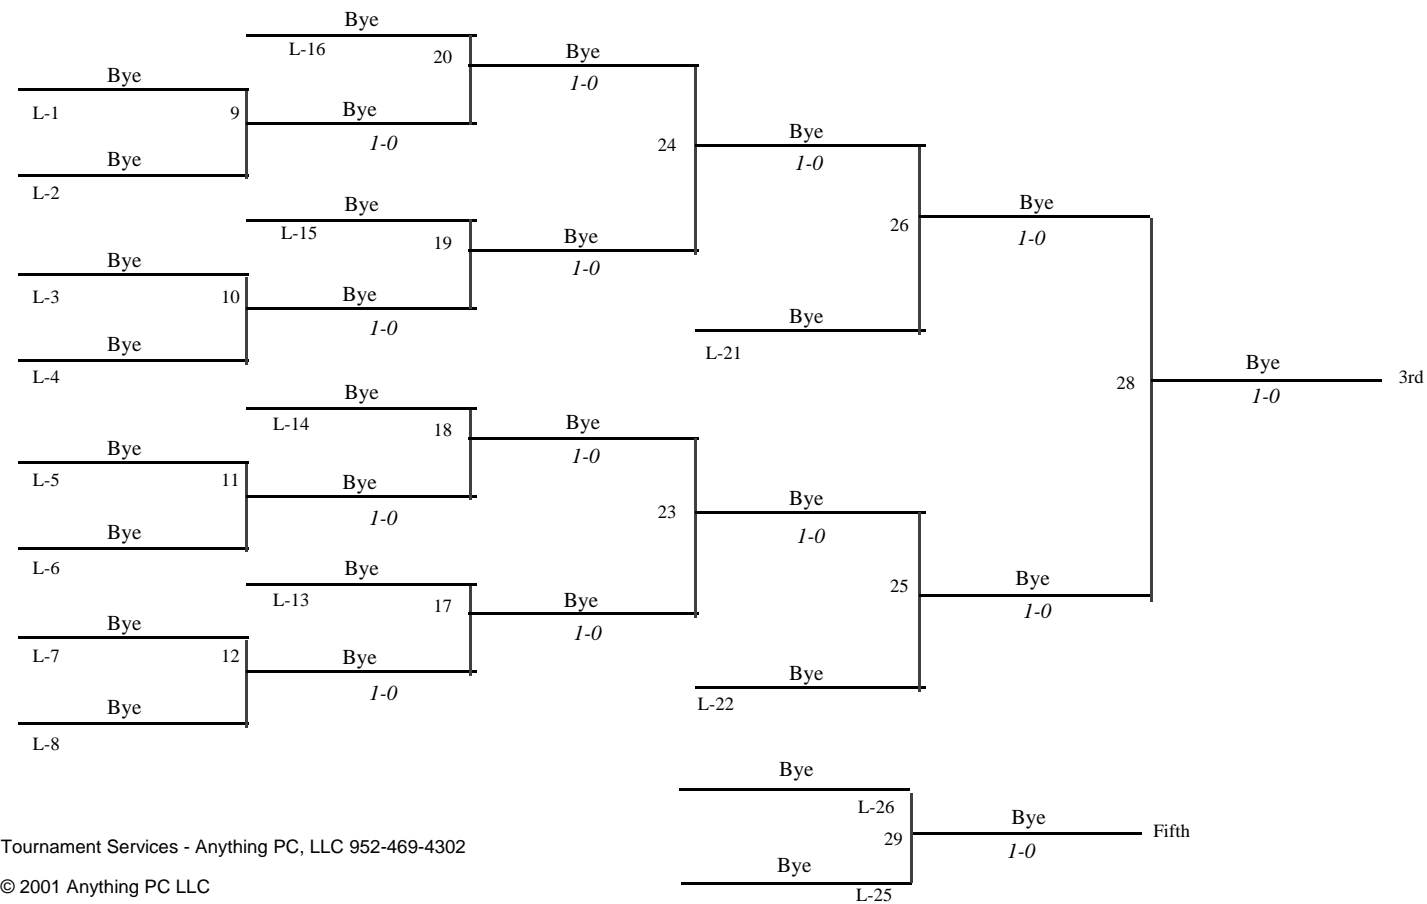 Bye
L-16
20
Bye
1-0
Bye
L-1
9
Bye
1-0
Bye
L-2
24
Bye
1-0
Bye
L-15
19
Bye
1-0
26
Bye
1-0
Bye
L-3
10
Bye
1-0
Bye
L-4
Bye
L-21
28
Bye
1-0
3rd
Bye
L-14
18
Bye
1-0
Bye
L-5
11
Bye
1-0
Bye
L-6
23
Bye
1-0
Bye
L-13
17
Bye
1-0
25
Bye
1-0
Bye
L-7
12
Bye
1-0
Bye
L-8
Bye
L-22
Bye
L-26
29
Bye
1-0
Fifth
Bye
L-25
Tournament Services - Anything PC, LLC 952-469-4302
© 2001 Anything PC LLC